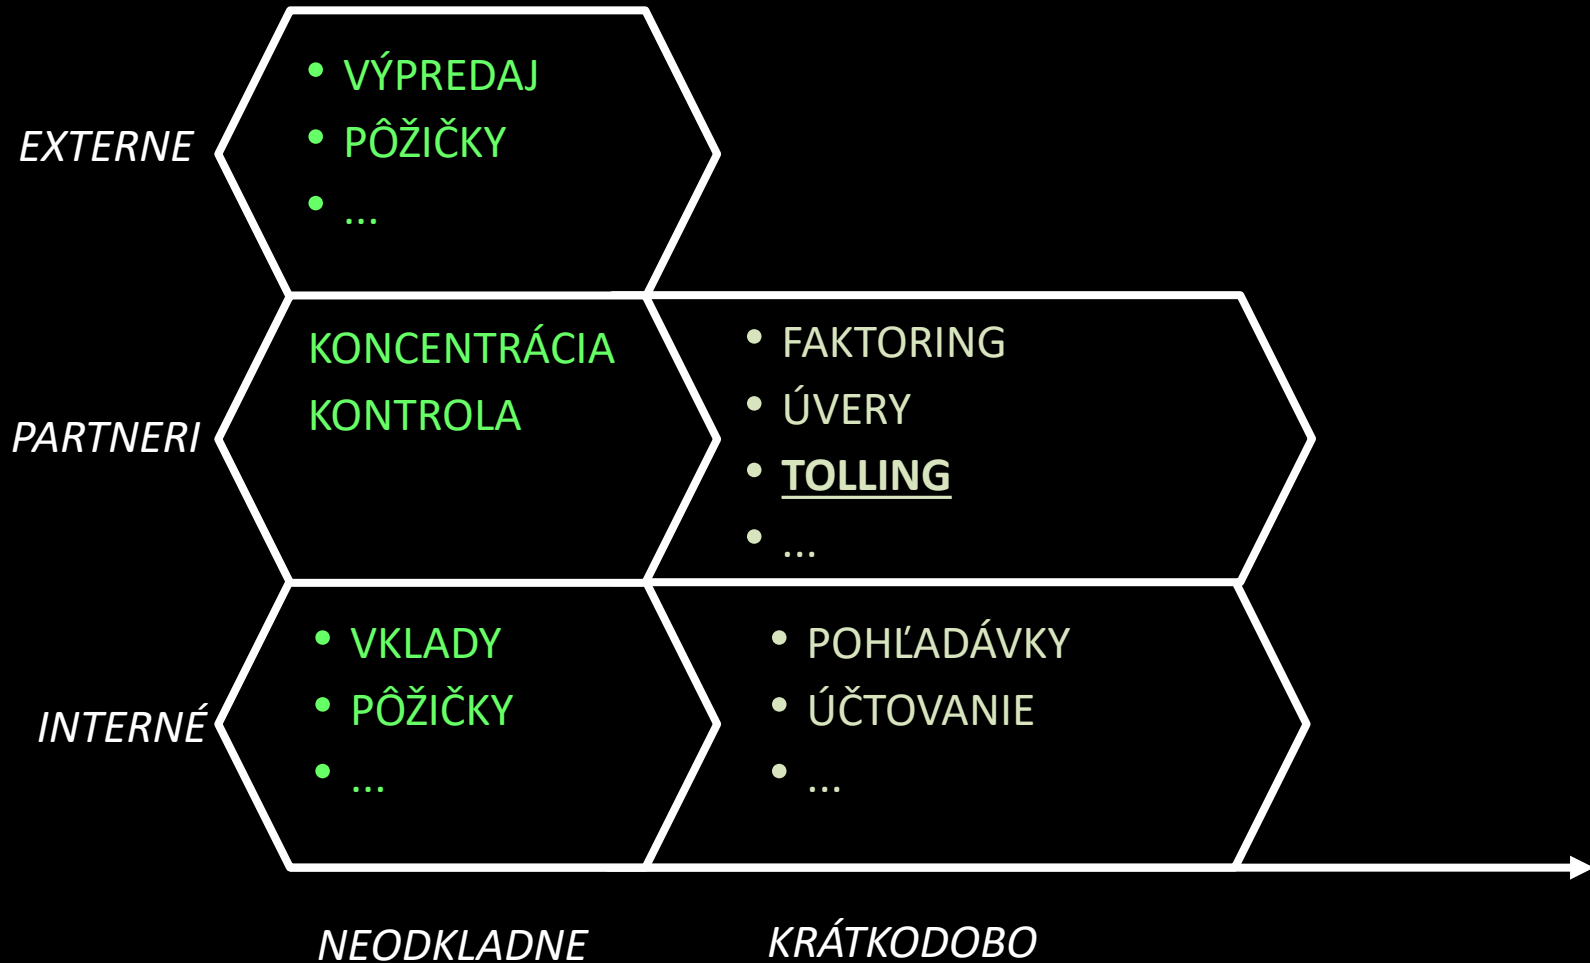 EXTERNE
• VÝPREDAJ
• PÔŽIČKY
• ...
PARTNERI
KONCENTRÁCIA
KONTROLA
• FAKTORING
• ÚVERY
• TOLLING
• ...
INTERNÉ
• VKLADY
• PÔŽIČKY
• ...
• POHĽADÁVKY
• ÚČTOVANIE
• ...
NEODKLADNE
KRÁTKODOBO